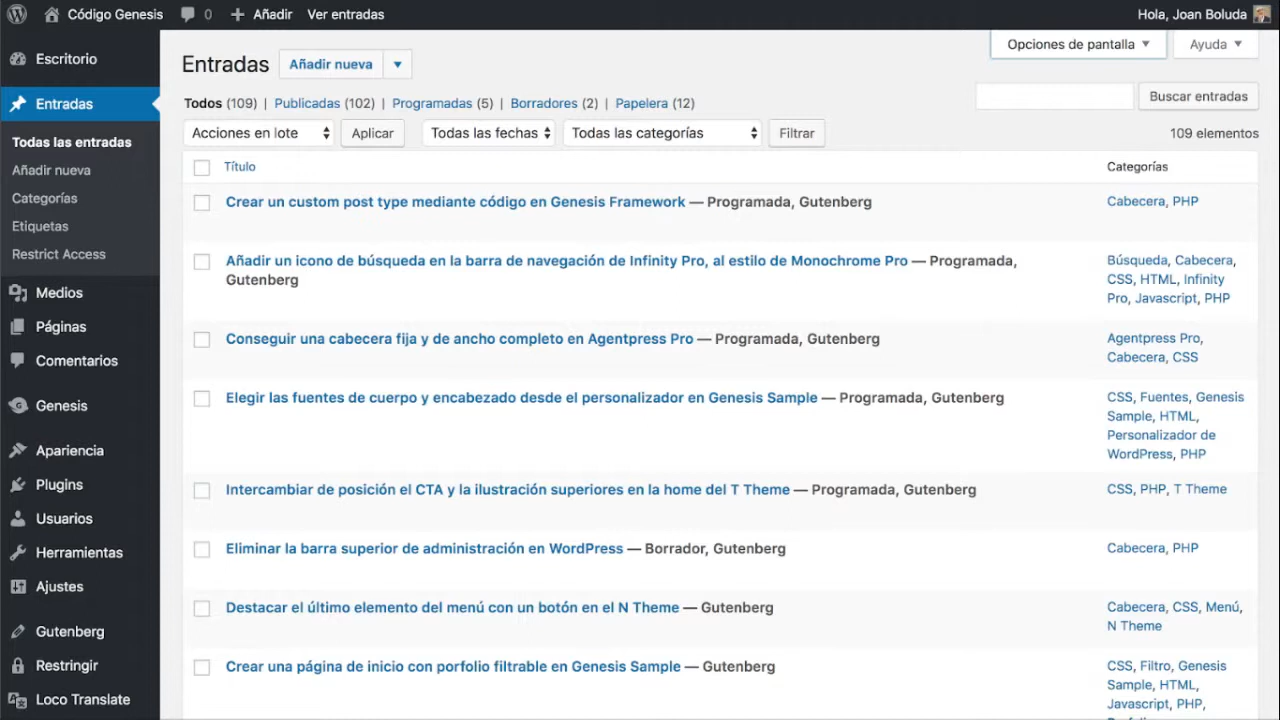 Código Genesis 0 Añadir Ver entradas Hola, Joan Boluda
Escritorio
Entradas
Todas las entradas
Añadir nueva
Categorías
Etiquetas
Restrict Access
Medios
Páginas
Comentarios
Genesis
Apariencia
Plugins
Usuarios
Herramientas
Ajustes
Gutenberg
Restringir
Loco Translate
Opciones de pantalla Ayuda
Entradas Añadir nueva
Todos (109) | Publicadas (102) | Programadas (5) | Borradores (2) | Papelera (12)
Buscar entradas
Acciones en lote Aplicar Todas las fechas Todas las categorías Filtrar 109 elementos
Título Categorías
Crear un custom post type mediante código en Genesis Framework — Programada, Gutenberg
Cabecera, PHP
Añadir un icono de búsqueda en la barra de navegación de Infinity Pro, al estilo de Monochrome Pro — Programada,
Gutenberg
Búsqueda, Cabecera,
CSS, HTML, Infinity
Pro, Javascript, PHP
Conseguir una cabecera fija y de ancho completo en Agentpress Pro — Programada, Gutenberg
Agentpress Pro,
Cabecera, CSS
Elegir las fuentes de cuerpo y encabezado desde el personalizador en Genesis Sample — Programada, Gutenberg
CSS, Fuentes, Genesis
Sample, HTML,
Personalizador de
WordPress, PHP
Intercambiar de posición el CTA y la ilustración superiores en la home del T Theme — Programada, Gutenberg
CSS, PHP, T Theme
Eliminar la barra superior de administración en WordPress — Borrador, Gutenberg
Cabecera, PHP
Destacar el último elemento del menú con un botón en el N Theme — Gutenberg
Cabecera, CSS, Menú,
N Theme
Crear una página de inicio con porfolio filtrable en Genesis Sample — Gutenberg
CSS, Filtro, Genesis
Sample, HTML,
Javascript, PHP,